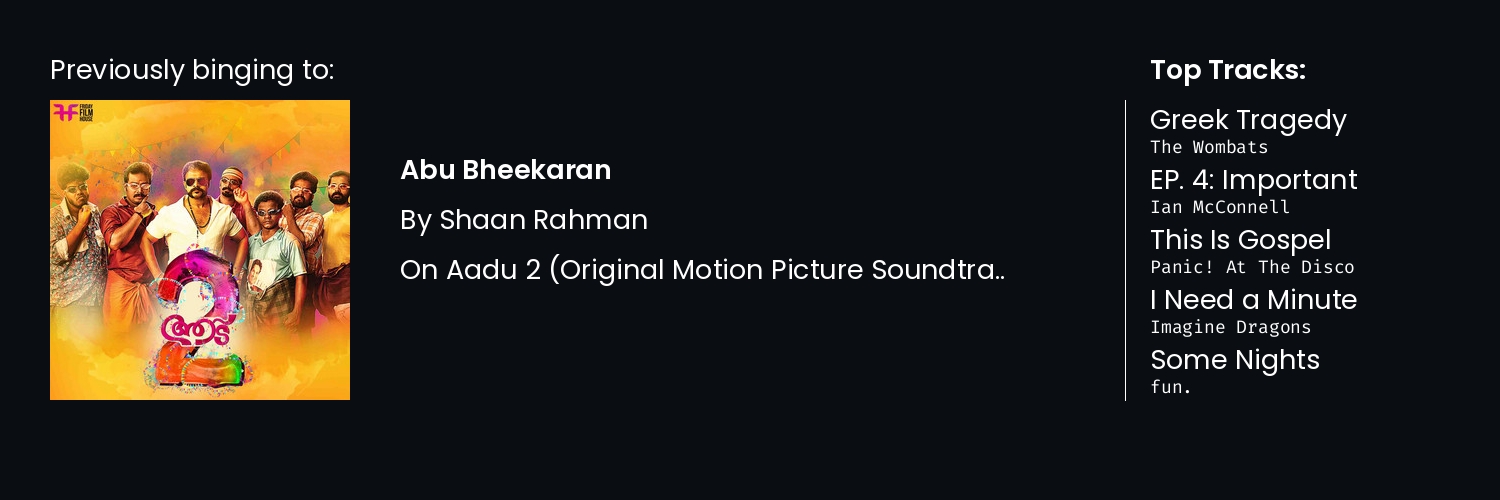 Previously binging to:
FRIDAY
FILM
HOUSE
2
ആട്
Abu Bheekaran
By Shaan Rahman
On Aadu 2 (Original Motion Picture Soundtra..
Top Tracks:
Greek Tragedy
The Wombats
EP. 4: Important
Ian McConnell
This Is Gospel
Panic! At The Disco
I Need a Minute
Imagine Dragons
Some Nights
fun.